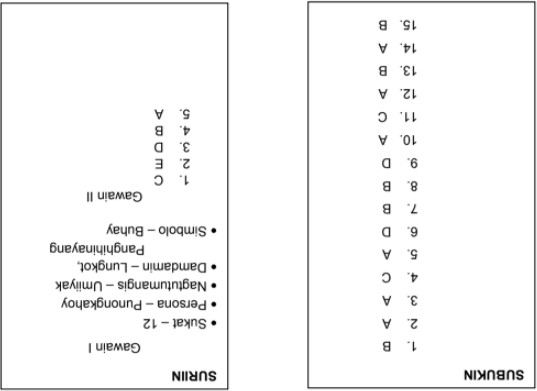 SUBUKIN
1. B
2. A
3. A
4. C
5. A
6. D
7. B
8. B
9. D
10. A
11. C
12. A
13. B
14. A
15. B
SURIIN
Gawain I
• Sukat – 12
• Persona – Punongkahoy
• Nagtutumangis – Umiiyak
• Damdamin – Lungkot,
Panghihinayang
• Simbolo – Buhay
Gawain II
1. C
2. E
3. D
4. B
5. A